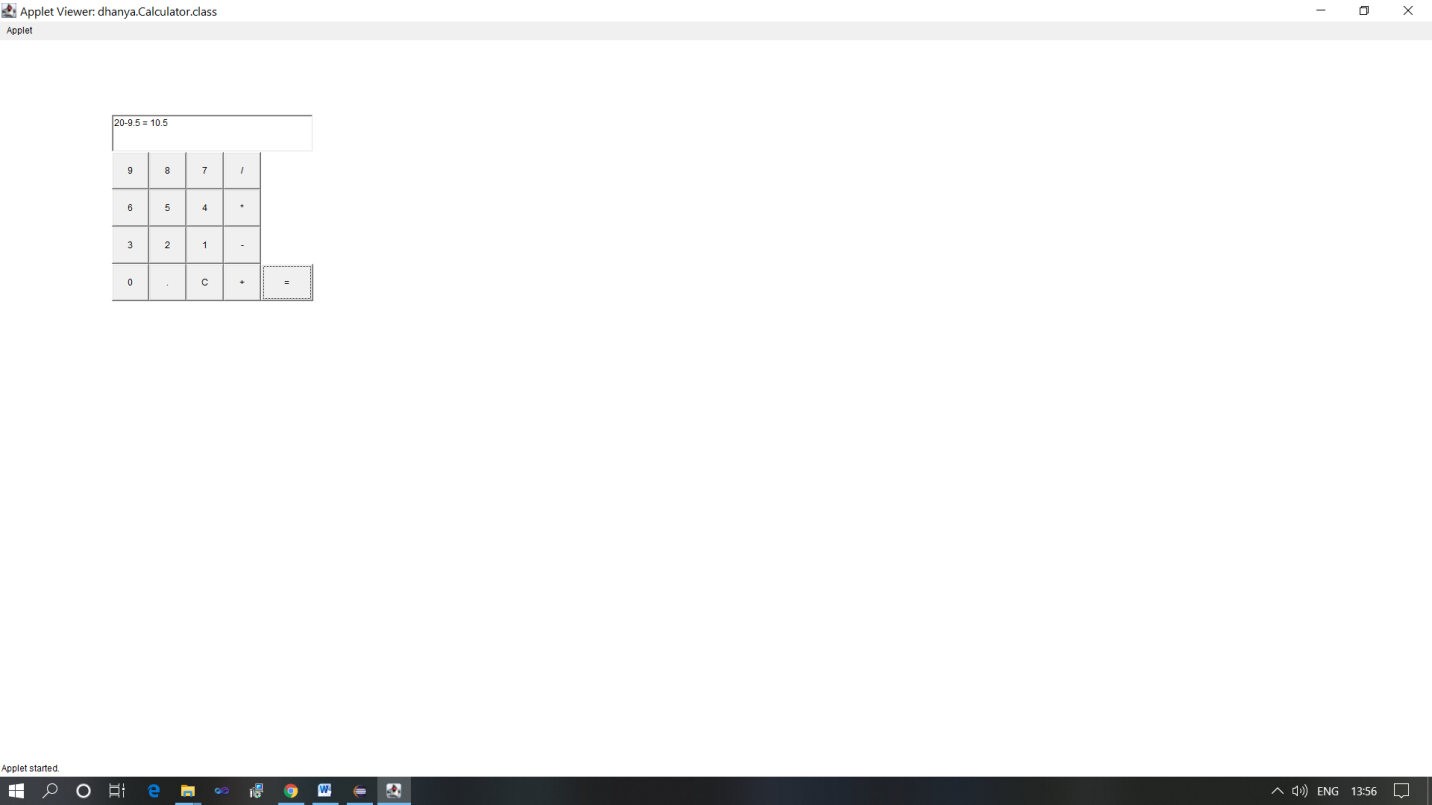 Applet Viewer: dhanya.Calculator.class
Applet
20-9.5 = 10.5
9 8 7 /
6 5 4 *
3 2 1 -
0 . C + =
Applet started.
ENG 13:56